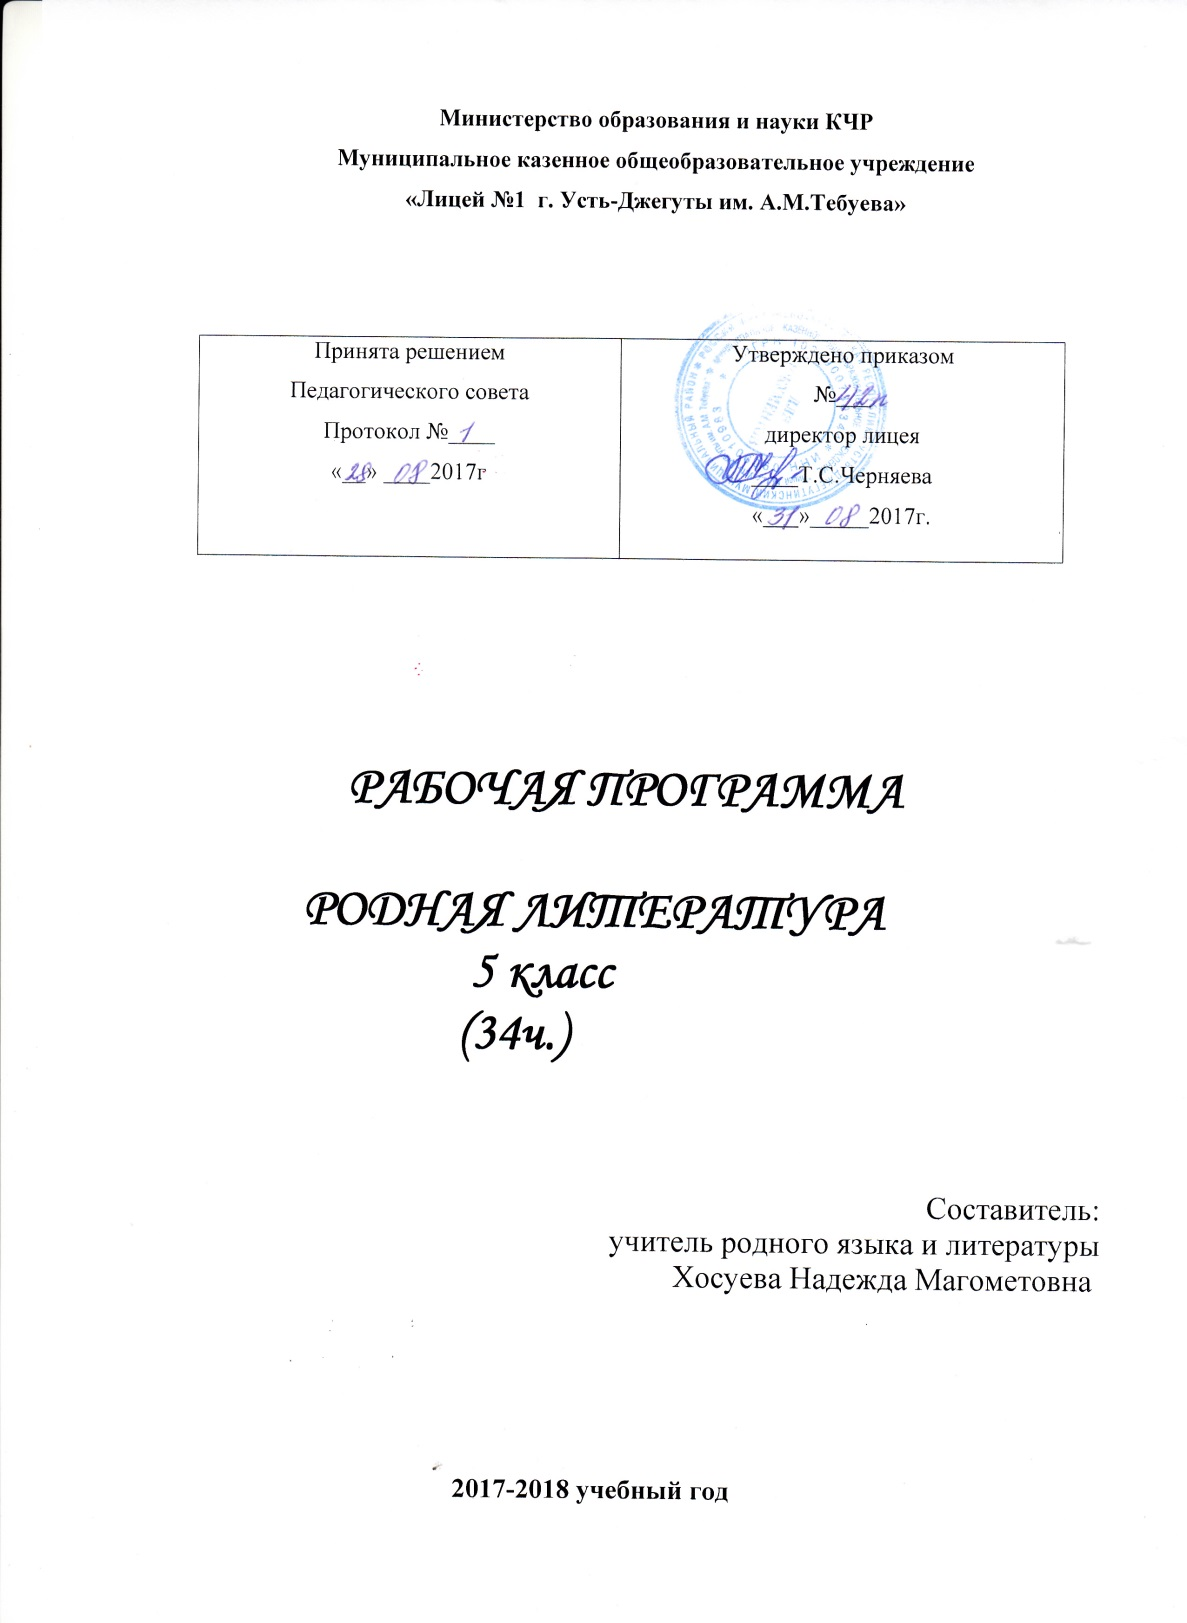 Министерство образования и науки КЧР
Муниципальное казенное общеобразовательное учреждение
«Лицей №1 г. Усть-Джегуты им. А.М.Тебуева»
Принята решением
Педагогического совета
Протокол № 1
«28» 08 2017г
Утверждено приказом
№
директор лицея
Т.С.Черняева
«31» 08 2017г.
РАБОЧАЯ ПРОГРАММА
РОДНАЯ ЛИТЕРАТУРА
5 класс
(34ч.)
Составитель:
учитель родного языка и литературы
Хосуева Надежда Магометовна
2017-2018 учебный год